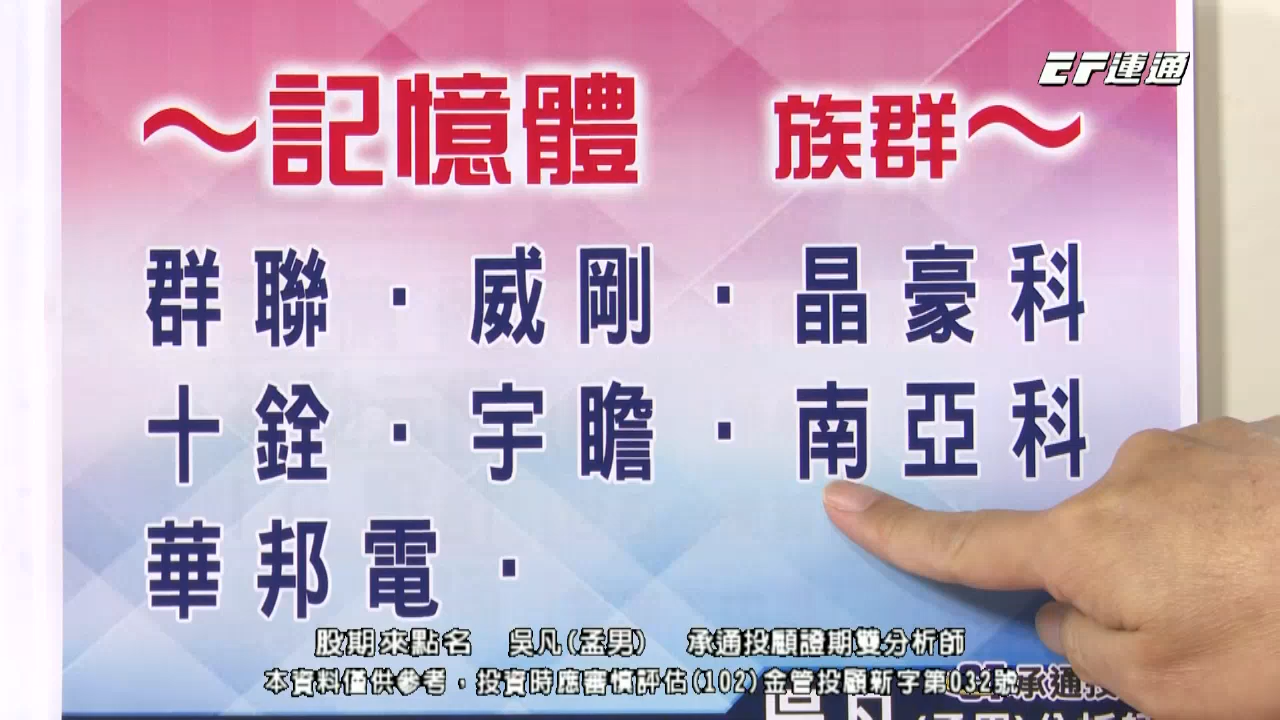 CF運通
～記憶體 族群～
群聯·威剛·晶豪科
十銓·宇瞻·南亞科
華邦電·
股期來點名 吳凡(孟男) 承通投顧證期雙分析師
本資料僅供參考，投資時應審慎評估(102)金管投顧新字第032號
承通投